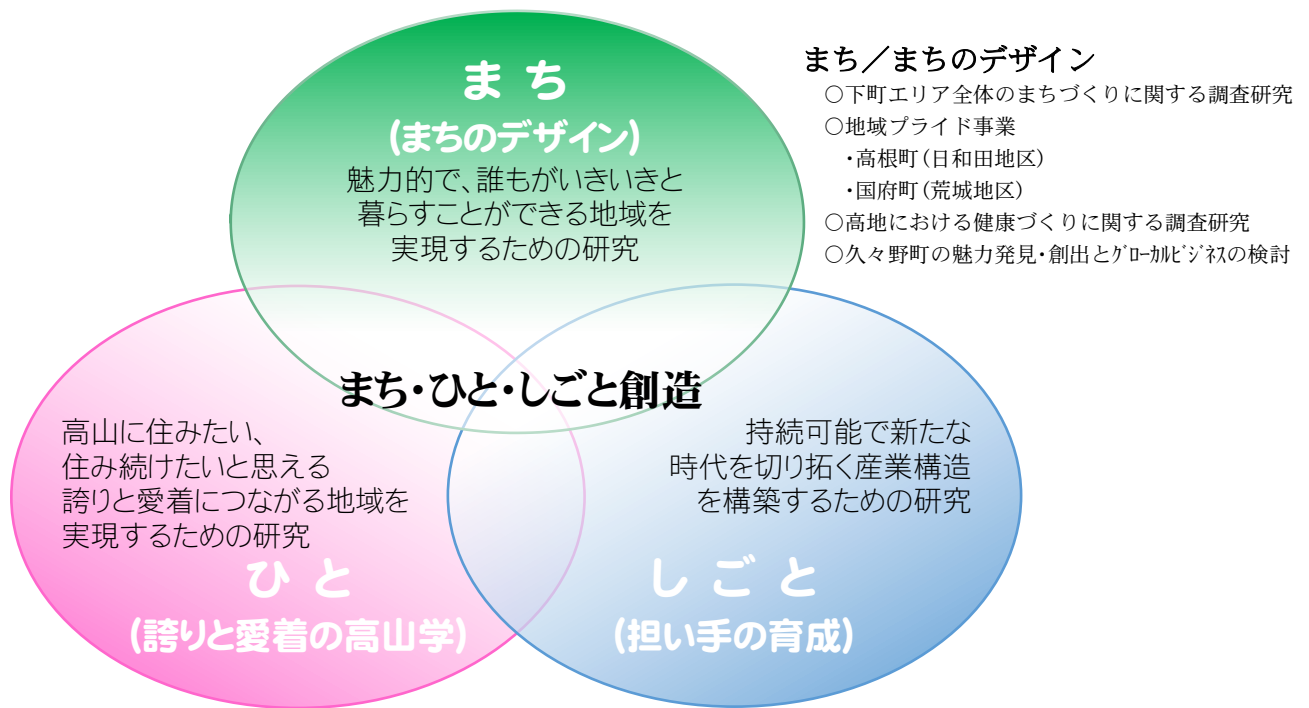 まち
(まちのデザイン)
魅力的で、誰もがいきいきと
暮らすことができる地域を
実現するための研究
まち／まちのデザイン
○下町エリア全体のまちづくりに関する調査研究
○地域プライド事業
・高根町(日和田地区)
・国府町(荒城地区)
○高地における健康づくりに関する調査研究
○久々野町の魅力発見・創出とｸﾞﾛｰｶﾙﾋﾞｼﾞﾈｽの検討
まち・ひと・しごと創造
高山に住みたい、
住み続けたいと思える
誇りと愛着につながる地域を
実現するための研究
ひと
(誇りと愛着の高山学)
持続可能で新たな
時代を切り拓く産業構造
を構築するための研究
しごと
(担い手の育成)